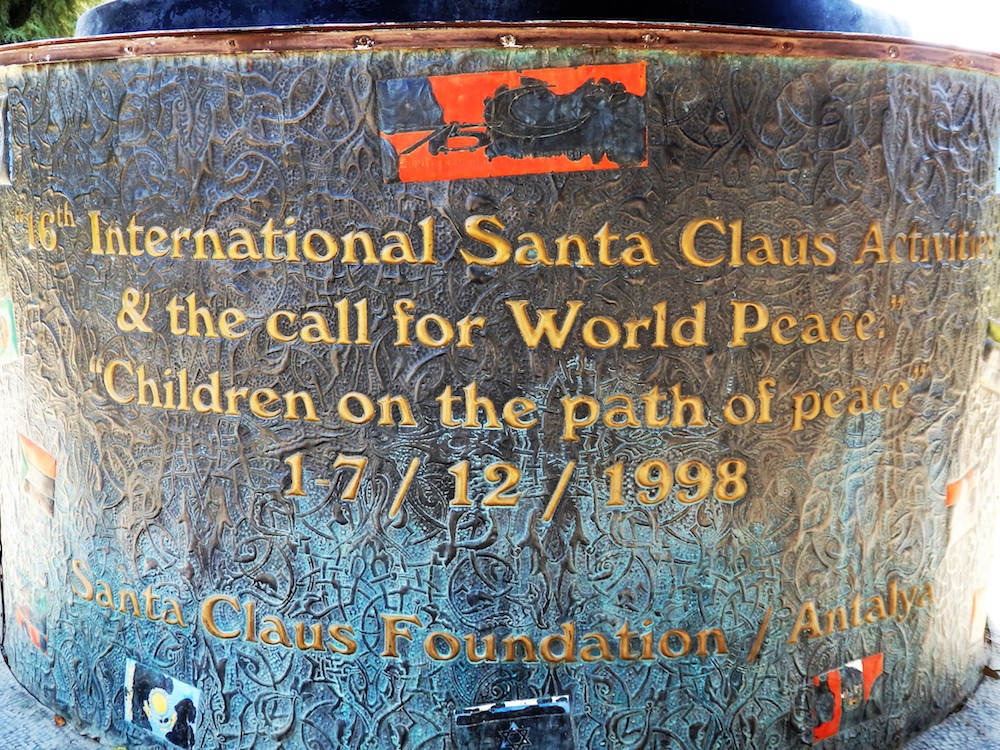 75
"16th International Santa Claus Activities
& the call for World Peace:"
"Children on the path of peace"
1-7 / 12 / 1998
Santa Claus Foundation / Antalya